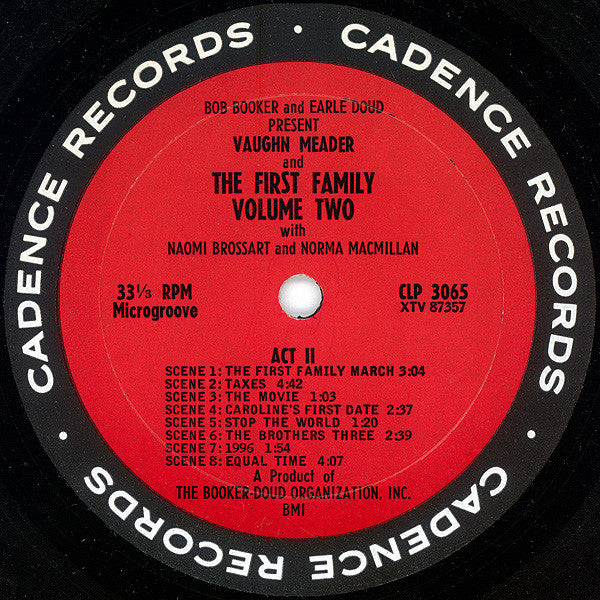 CADENCE RECORDS · CADENCE RECORDS · CADENCE RECORDS ·
BOB BOOKER and EARLE DOUD
PRESENT
VAUGHN MEADER
and
THE FIRST FAMILY
VOLUME TWO
with
NAOMI BROSSART and NORMA MACMILLAN
33⅓ RPM
Microgroove
CLP 3065
XTV 87357
ACT II
SCENE 1: THE FIRST FAMILY MARCH 3:04
SCENE 2: TAXES 4:42
SCENE 3: THE MOVIE 1:03
SCENE 4: CAROLINE'S FIRST DATE 2:37
SCENE 5: STOP THE WORLD 1:20
SCENE 6: THE BROTHERS THREE 2:39
SCENE 7: 1996 1:54
SCENE 8: EQUAL TIME 4:07
A Product of
THE BOOKER-DOUD ORGANIZATION, INC.
BMI